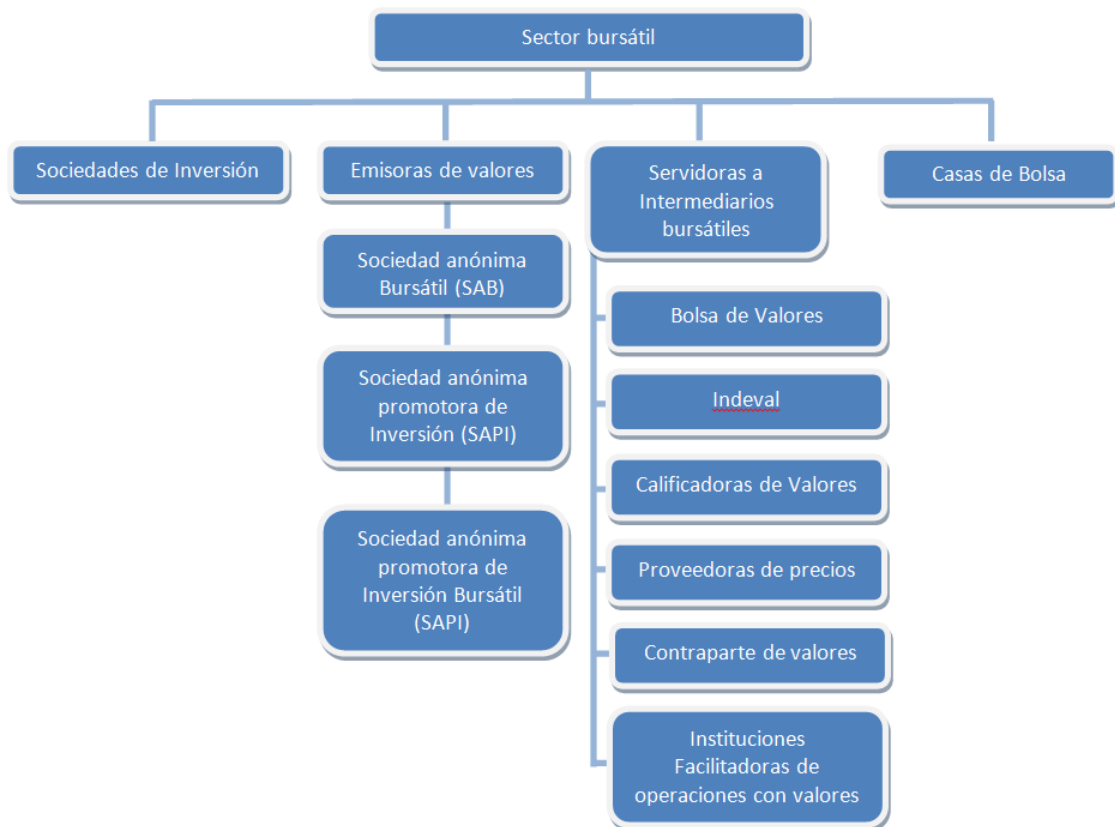 Sector bursátil
Sociedades de Inversión
Emisoras de valores
Servidoras a
Intermediarios
bursátiles
Casas de Bolsa
Sociedad anónima
Bursátil (SAB)
Sociedad anónima
promotora de
Inversión (SAPI)
Sociedad anónima
promotora de
Inversión Bursátil
(SAPI)
Bolsa de Valores
Indeval
Calificadoras de Valores
Proveedoras de precios
Contraparte de valores
Instituciones
Facilitadoras de
operaciones con valores